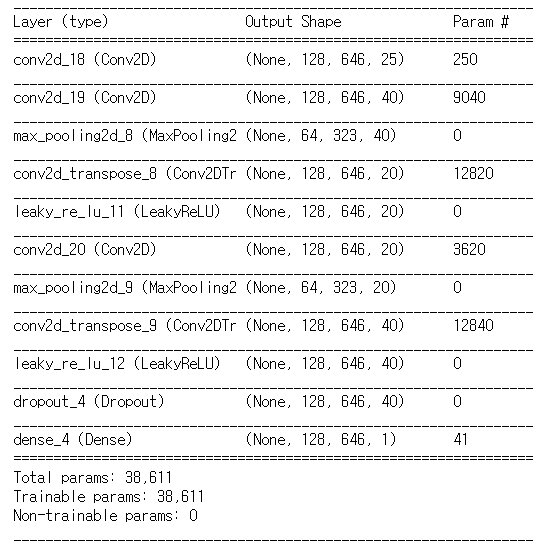 Layer (type) Output Shape Param #
conv2d_18 (Conv2D) (None, 128, 646, 25) 250
conv2d_19 (Conv2D) (None, 128, 646, 40) 9040
max_pooling2d_8 (MaxPooling2 (None, 64, 323, 40) 0
conv2d_transpose_8 (Conv2DTr (None, 128, 646, 20) 12820
leaky_re_lu_11 (LeakyReLU) (None, 128, 646, 20) 0
conv2d_20 (Conv2D) (None, 128, 646, 20) 3620
max_pooling2d_9 (MaxPooling2 (None, 64, 323, 20) 0
conv2d_transpose_9 (Conv2DTr (None, 128, 646, 40) 12840
leaky_re_lu_12 (LeakyReLU) (None, 128, 646, 40) 0
dropout_4 (Dropout) (None, 128, 646, 40) 0
dense_4 (Dense) (None, 128, 646, 1) 41
Total params: 38,611
Trainable params: 38,611
Non-trainable params: 0